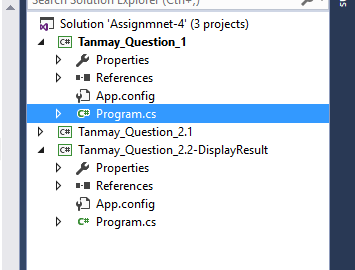 Search Solution Explorer (Ctrl+;)
Solution 'Assignmnet-4' (3 projects)
C# Tanmay_Question_1
Properties
References
App.config
C# Program.cs
C# Tanmay_Question_2.1
C# Tanmay_Question_2.2-DisplayResult
Properties
References
App.config
C# Program.cs